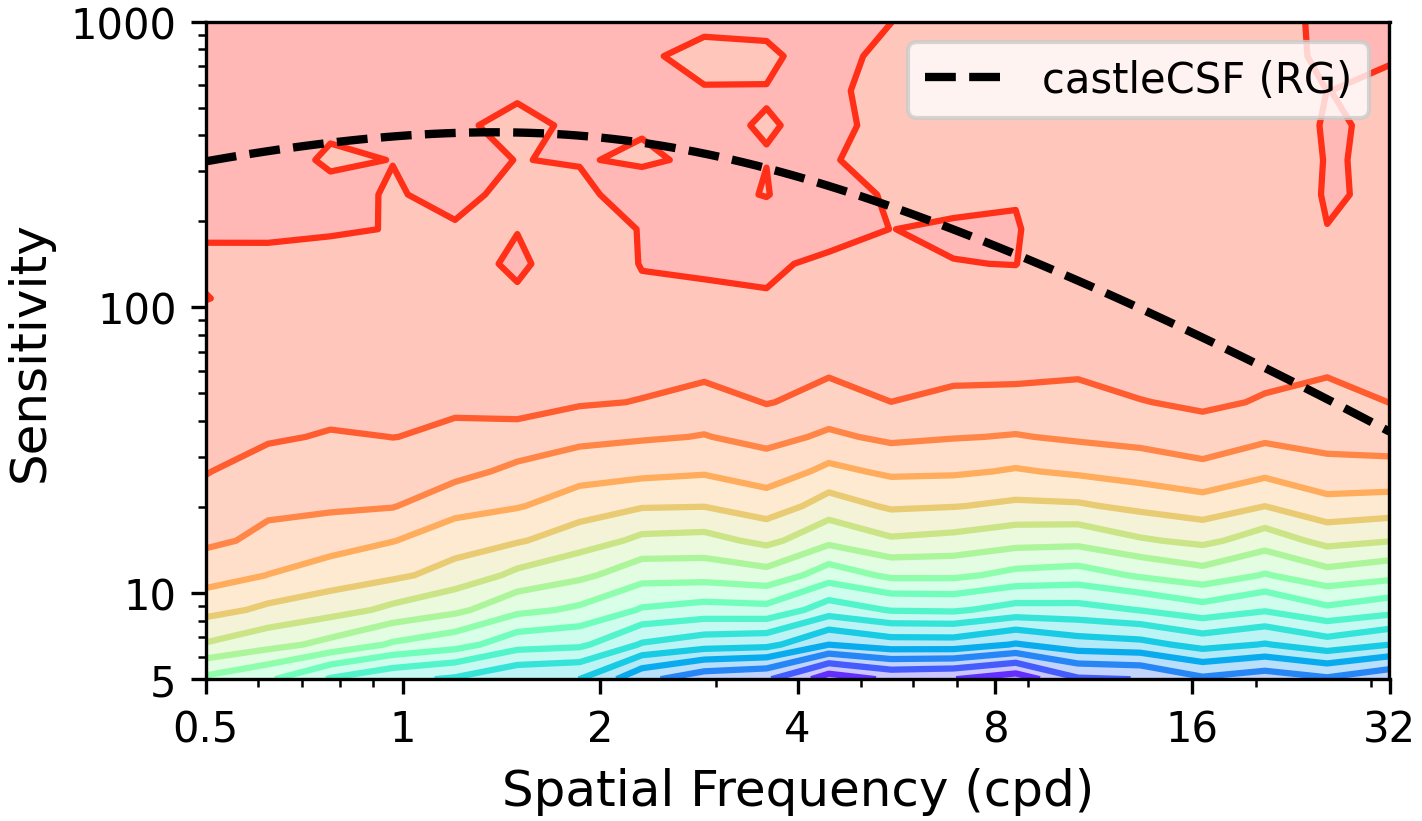 1000
castleCSF (RG)
Sensitivity
100
10
5
0.5 1 2 4 8 16 32
Spatial Frequency (cpd)